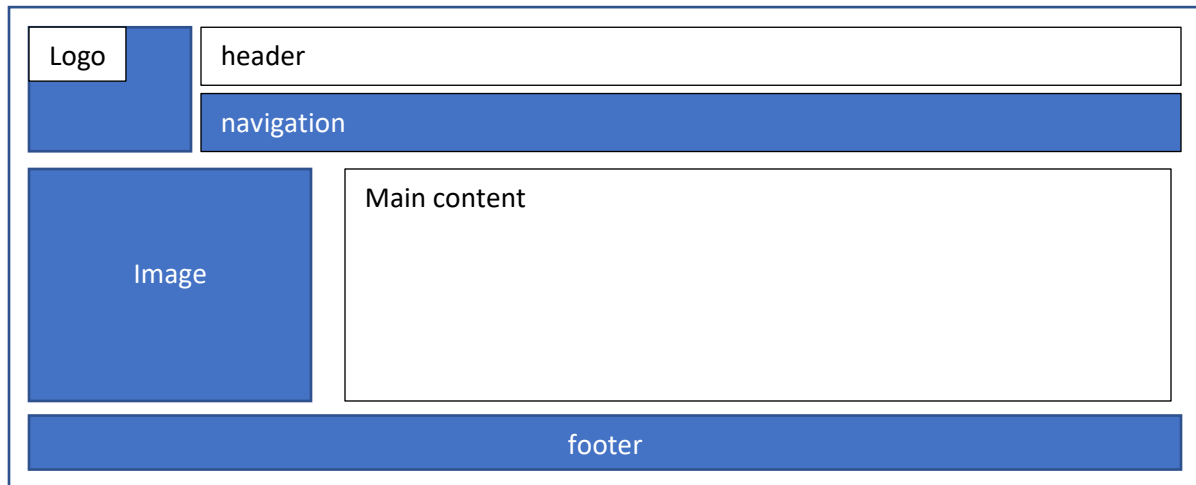 Logo
header
navigation
Image
Main content
footer